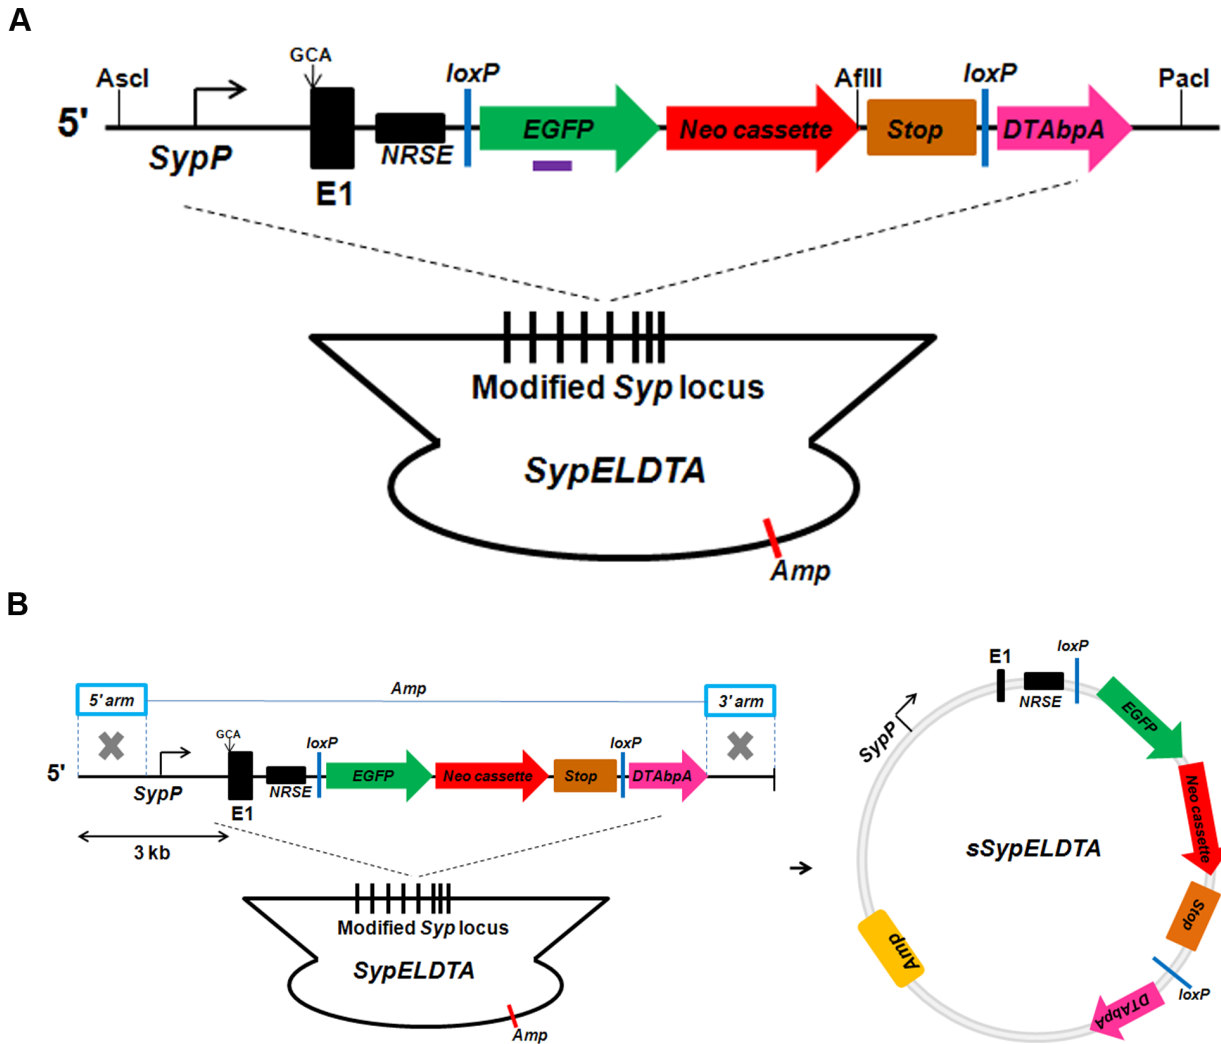 A
GCA
AscI
loxP
AflII
loxP
PacI
5'
EGFP
Neo cassette
Stop
DTAbpA
SypP
NRSE
E1
Modified Syp locus
SypELDTA
Amp
B
5' arm
Amp
3' arm
GCA
loxP
loxP
5'
EGFP
Neo cassette
Stop
DTAbpA
SypP
NRSE
E1
3 kb
Modified Syp locus
SypELDTA
Amp
E1
loxP
NRSE
SypP
EGFP
Neo cassette
sSypELDTA
Stop
Amp
loxP
DTAbpA